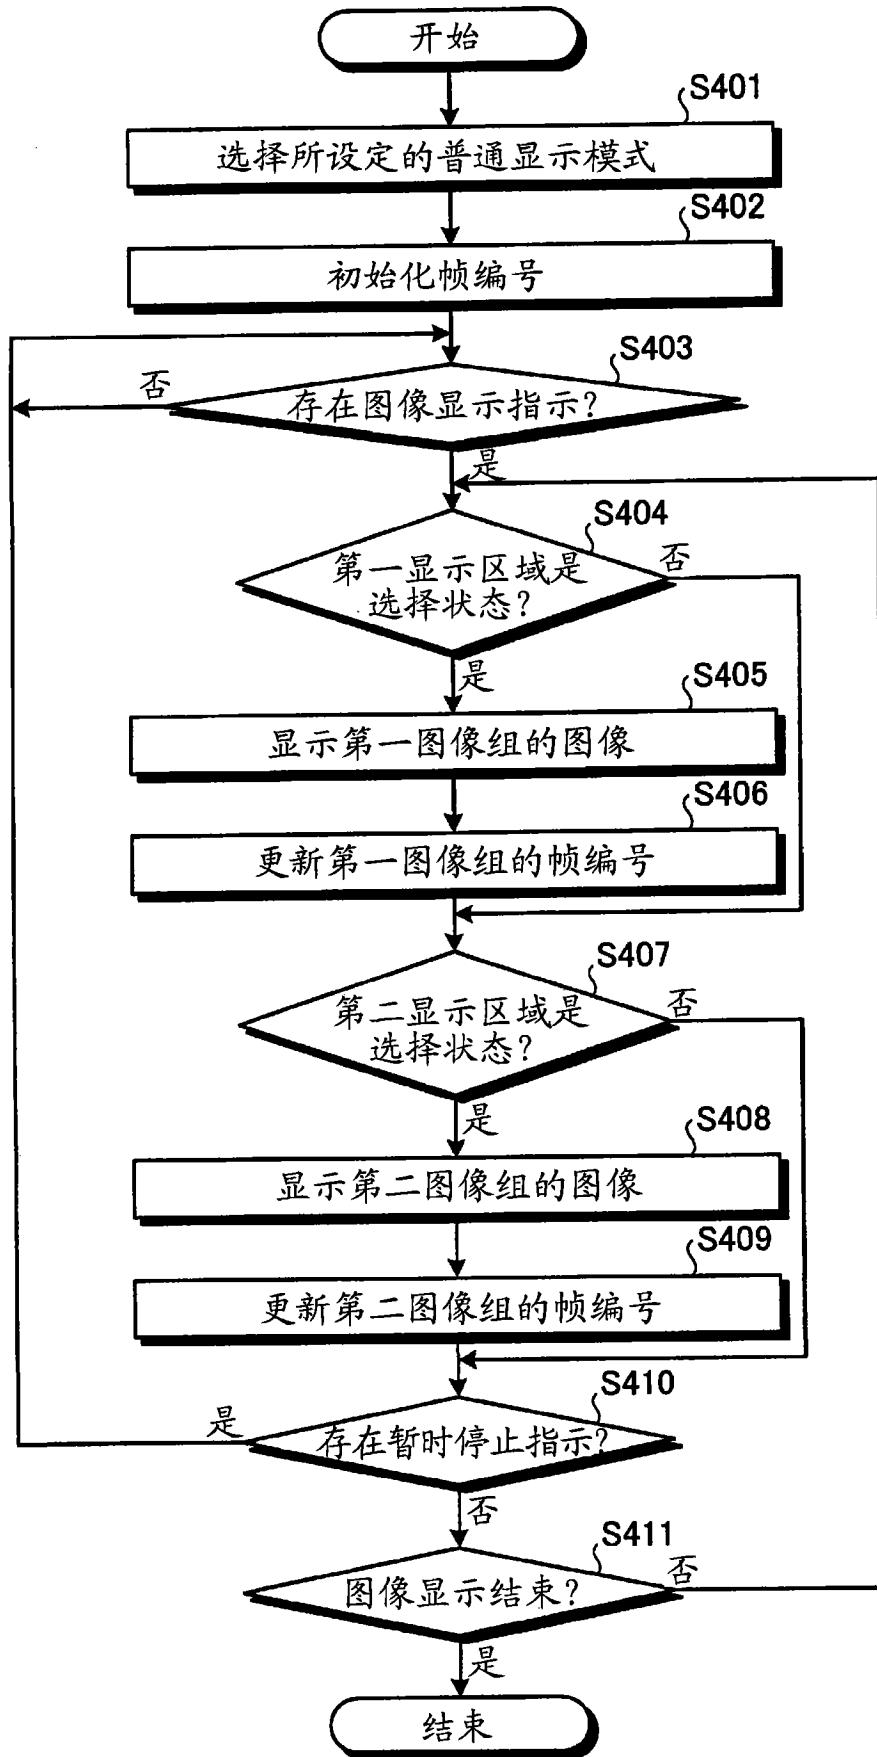 开始
S401
选择所设定的普通显示模式
S402
初始化帧编号
S403
存在图像显示指示?
否
是
S404
第一显示区域是
选择状态?
否
是
S405
显示第一图像组的图像
S406
更新第一图像组的帧编号
S407
第二显示区域是
选择状态?
否
是
S408
显示第二图像组的图像
S409
更新第二图像组的帧编号
S410
存在暂时停止指示?
是
否
S411
图像显示结束?
否
是
结束